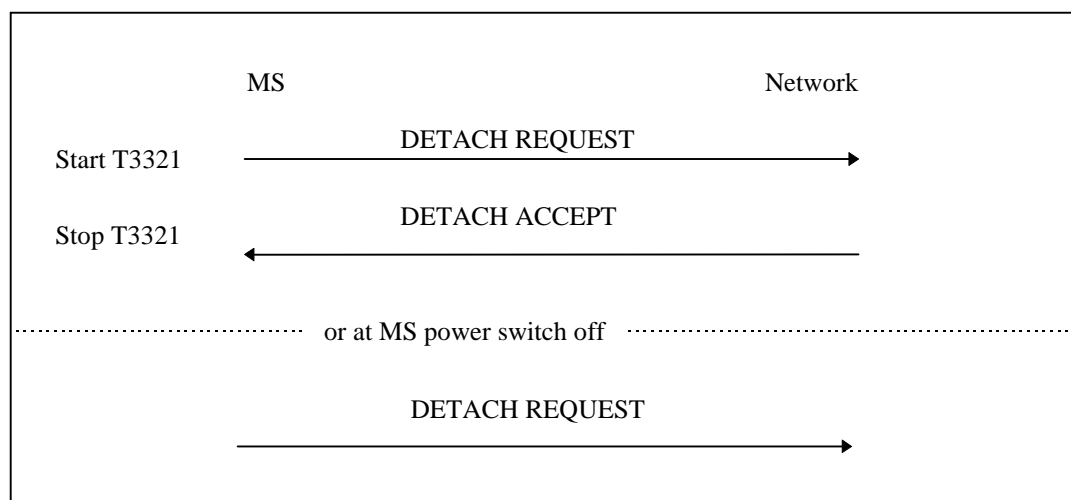 MS Network
Start T3321 DETACH REQUEST
Stop T3321 DETACH ACCEPT
or at MS power switch off
DETACH REQUEST